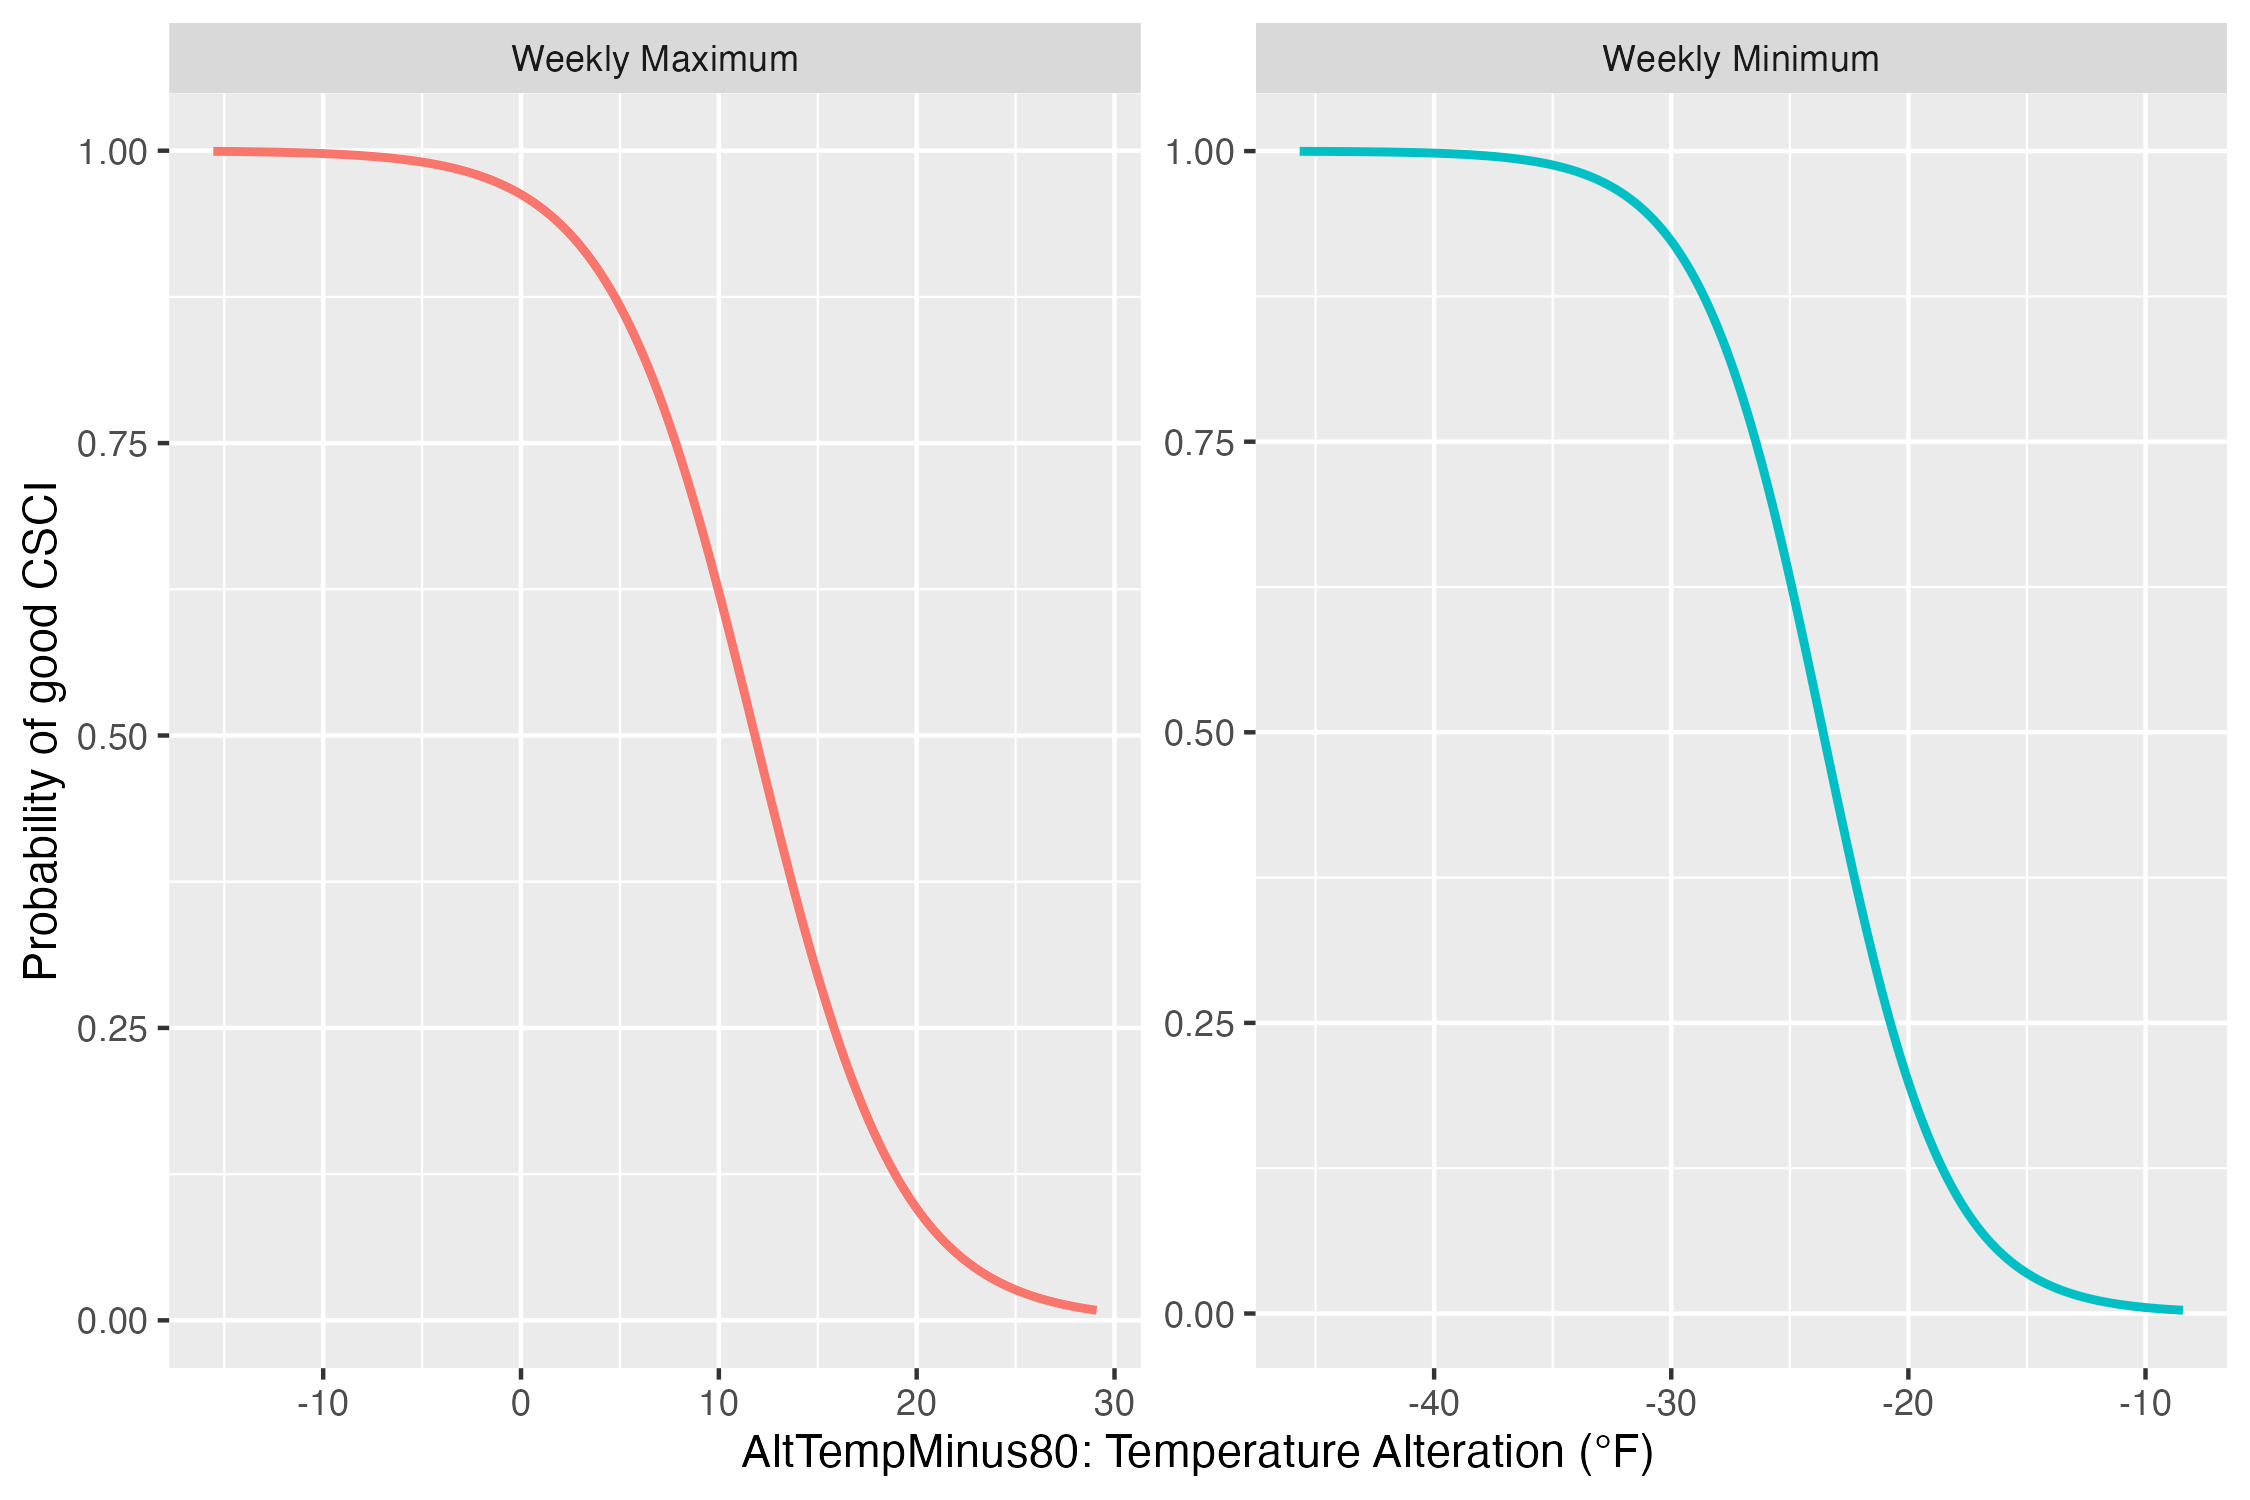 Weekly Maximum
Weekly Minimum
Probability of good CSCI
1.00
0.75
0.50
0.25
0.00
1.00
0.75
0.50
0.25
0.00
-10 0 10 20 30
-40 -30 -20 -10
AltTempMinus80: Temperature Alteration (°F)